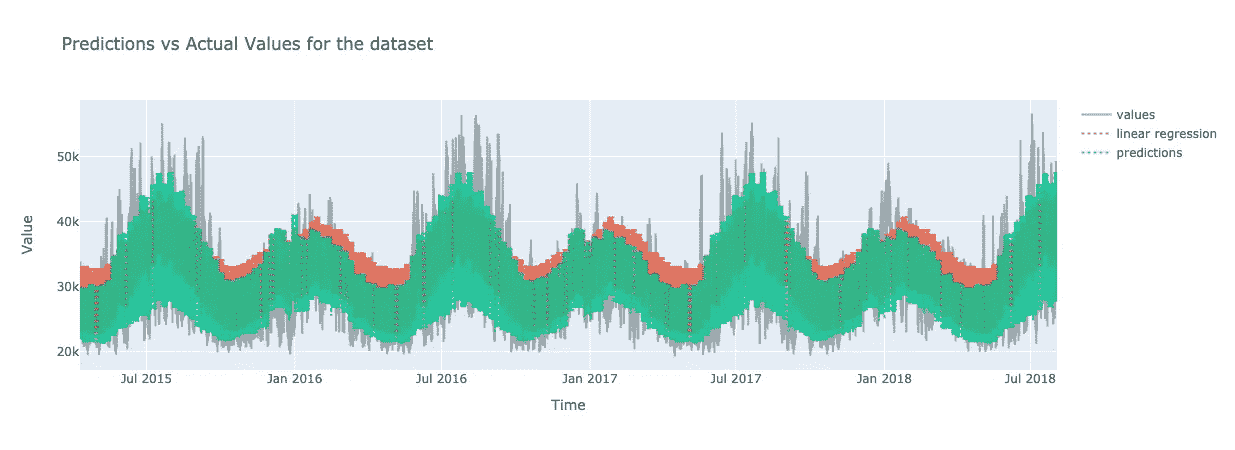 Predictions vs Actual Values for the dataset
values
linear regression
predictions
50k
40k
30k
20k
Value
Jul 2015
Jan 2016
Jul 2016
Jan 2017
Jul 2017
Jan 2018
Jul 2018
Time